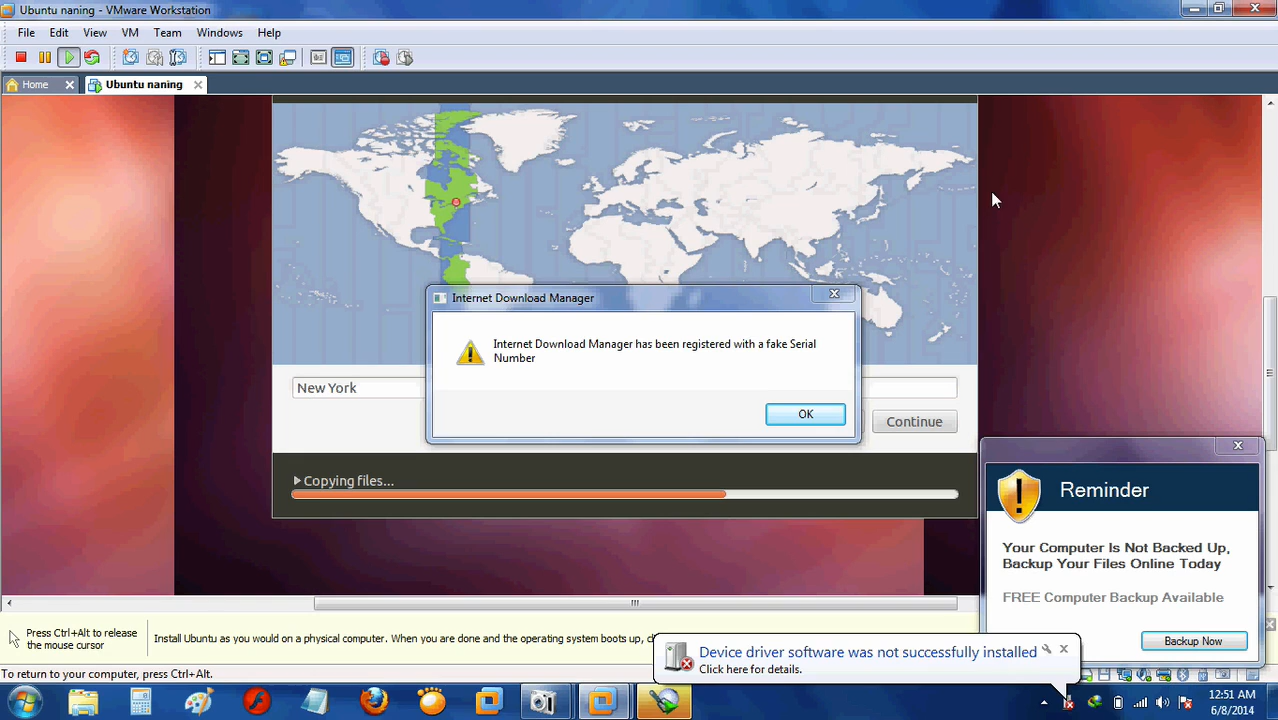 Ubuntu naning - VMware Workstation
File Edit View VM Team Windows Help
Home Ubuntu naning
Internet Download Manager
Internet Download Manager has been registered with a fake Serial
Number
OK
New York
Continue
Copying files...
Reminder
Your Computer Is Not Backed Up,
Backup Your Files Online Today
FREE Computer Backup Available
Backup Now
Press Ctrl+Alt to release
the mouse cursor
Install Ubuntu as you would on a physical computer. When you are done and the operating system boots up,
Device driver software was not successfully installed
Click here for details.
To return to your computer, press Ctrl+Alt.
12:51 AM
6/8/2014